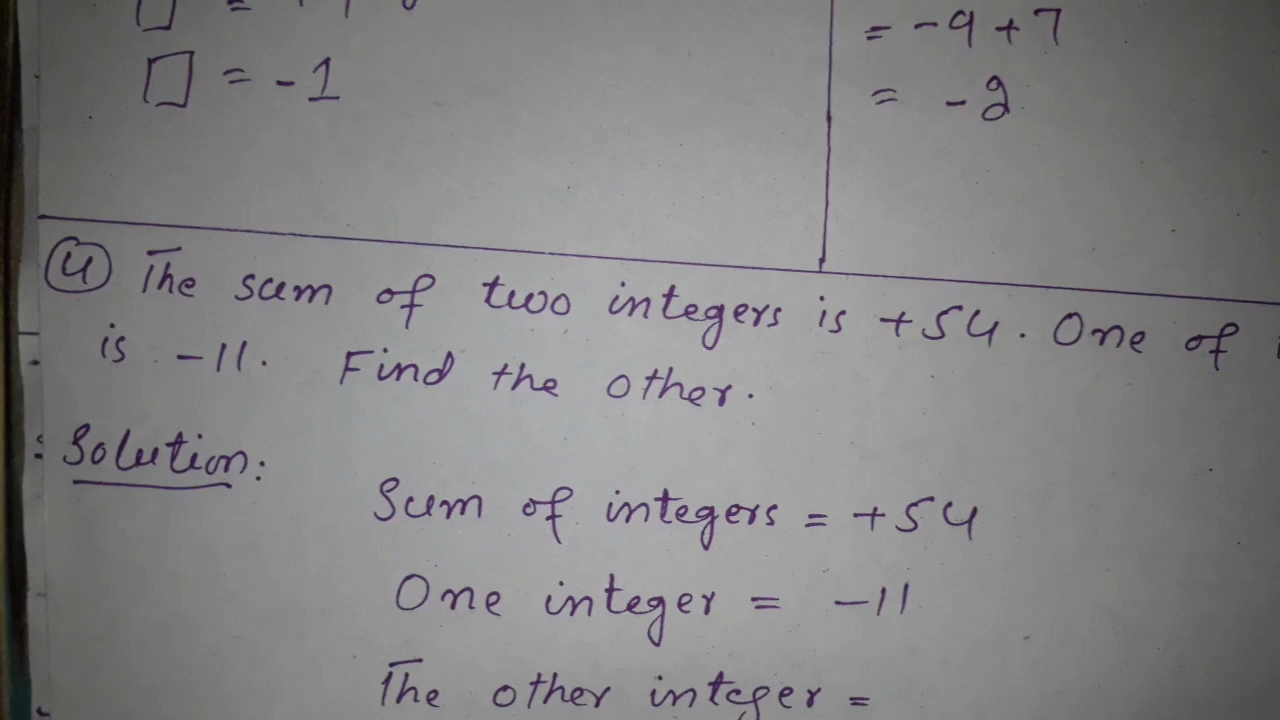 □ = -1
= -9 + 7
= -2
④ The sum of two integers is +54. One of
is -11. Find the other.
Solution:
Sum of integers = +54
One integer = -11
The other integer =